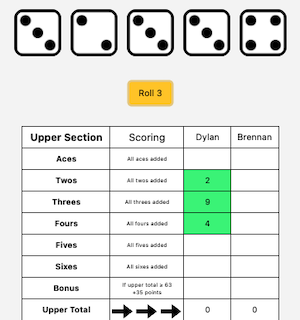 Roll 3
Upper Section Scoring Dylan Brennan
Aces All aces added
Twos All twos added 2
Threes All threes added 9
Fours All fours added 4
Fives All fives added
Sixes All sixes added
Bonus If upper total ≥ 63
+35 points
Upper Total 0 0